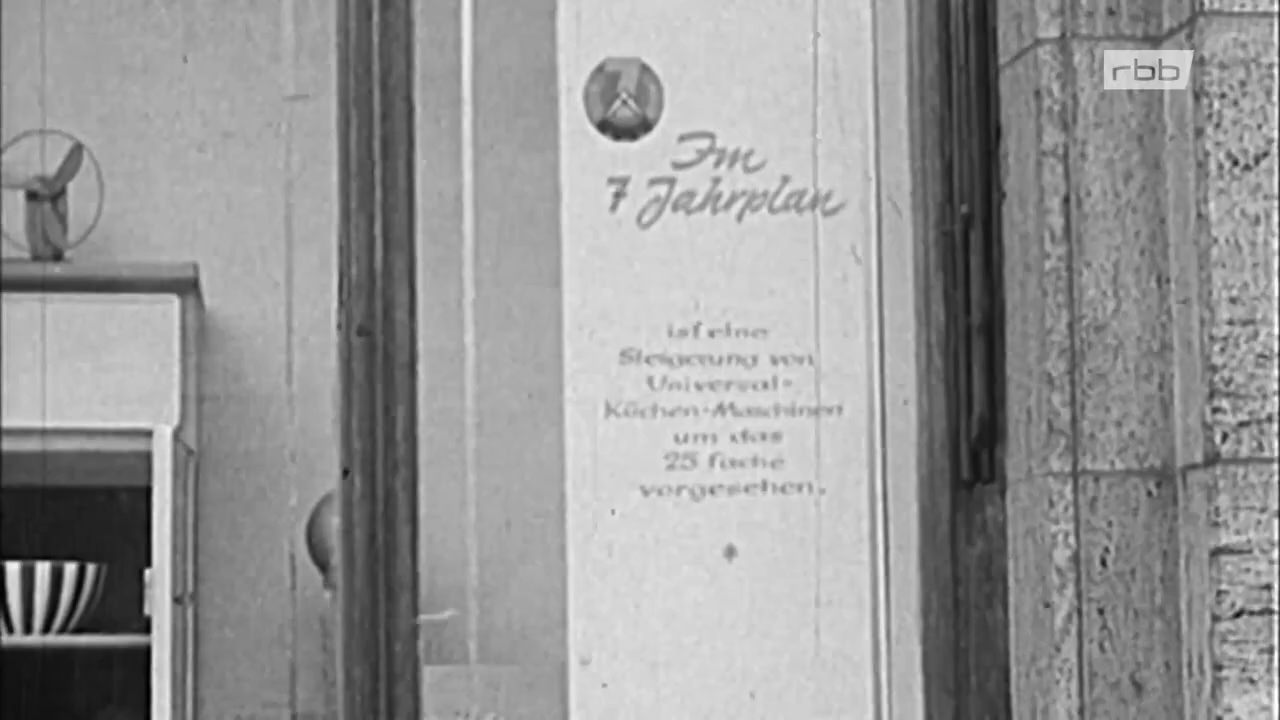 rbb
Im
7 Jahrplan
ist eine
Steigerung von
Universal-
Küchen-Maschinen
um das
25 fache
vorgesehen.